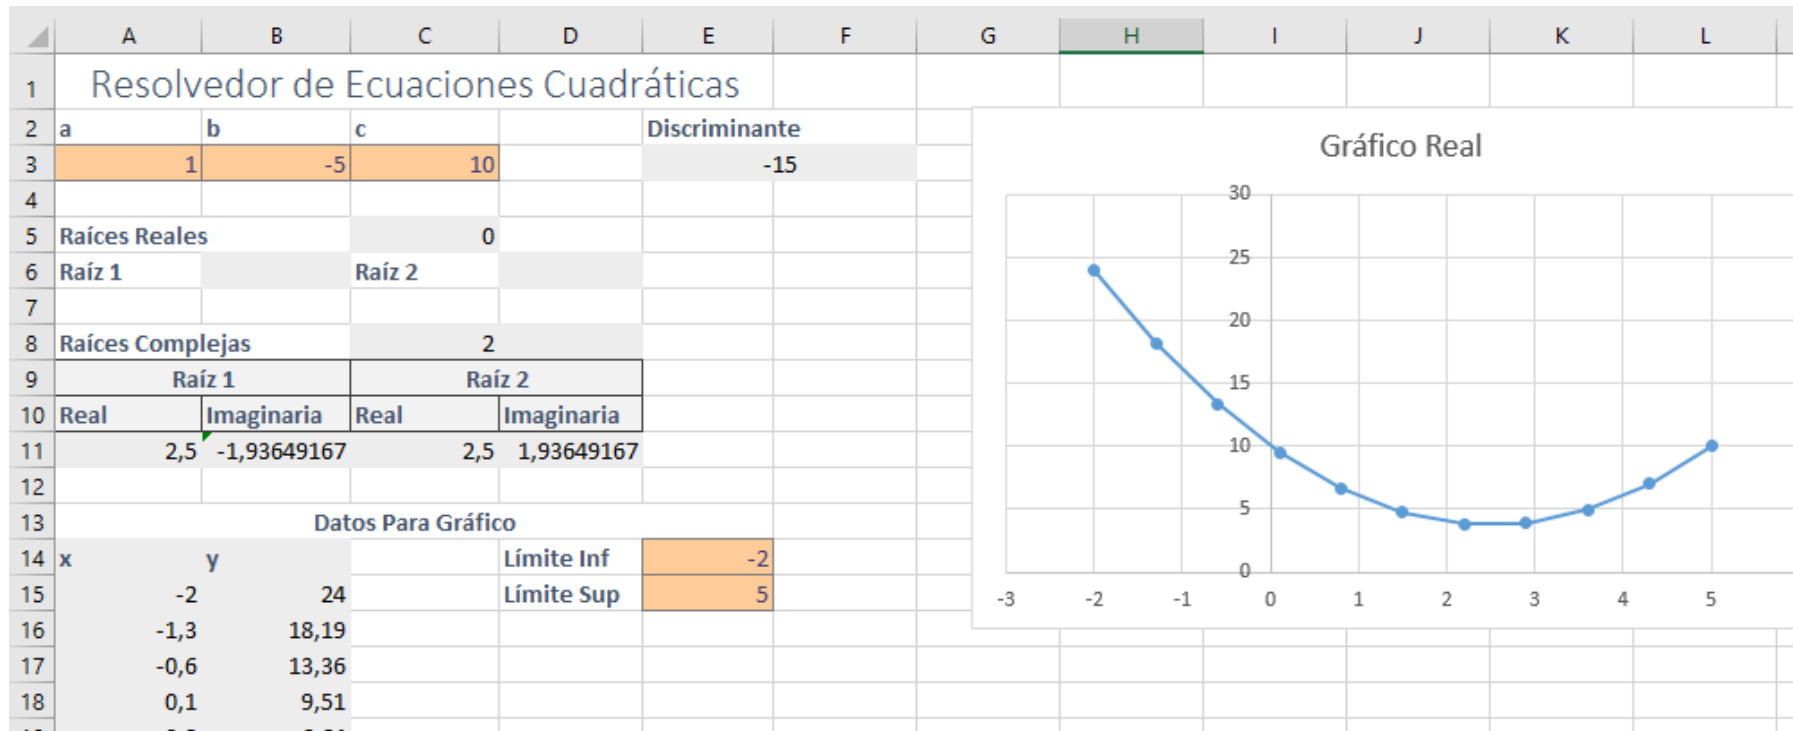 A B C D E F G H I J K L
1 Resolvedor de Ecuaciones Cuadráticas
2 a b c Discriminante
3 1 -5 10 -15
4
5 Raíces Reales 0
6 Raíz 1 Raíz 2
7
8 Raíces Complejas 2
9 Raíz 1 Raíz 2
10 Real Imaginaria Real Imaginaria
11 2,5 -1,93649167 2,5 1,93649167
12
13 Datos Para Gráfico
14 x y Límite Inf -2
15 -2 24 Límite Sup 5
16 -1,3 18,19
17 -0,6 13,36
18 0,1 9,51
Gráfico Real
30
25
20
15
10
5
0
-3 -2 -1 0 1 2 3 4 5